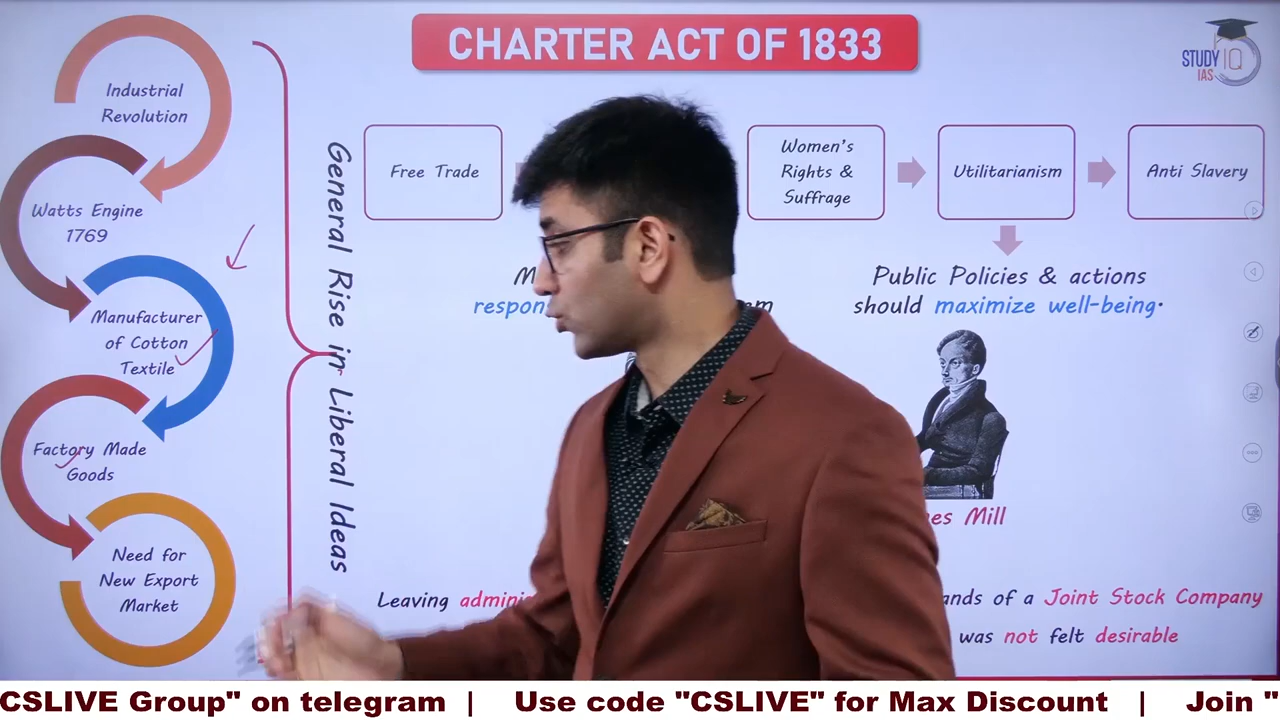 CHARTER ACT OF 1833
STUDY IQ
IAS
Industrial
Revolution
Watts Engine
1769
Manufacturer
of Cotton
Textile
Factory Made
Goods
Need for
New Export
Market
General Rise in Liberal Ideas
Free Trade
Women's
Rights &
Suffrage
Utilitarianism
Anti Slavery
Public Policies & actions
should maximize well-being.
Mill
Leaving
of a Joint Stock Company
was not felt desirable
CSLIVE Group" on telegram | Use code "CSLIVE" for Max Discount | Join "